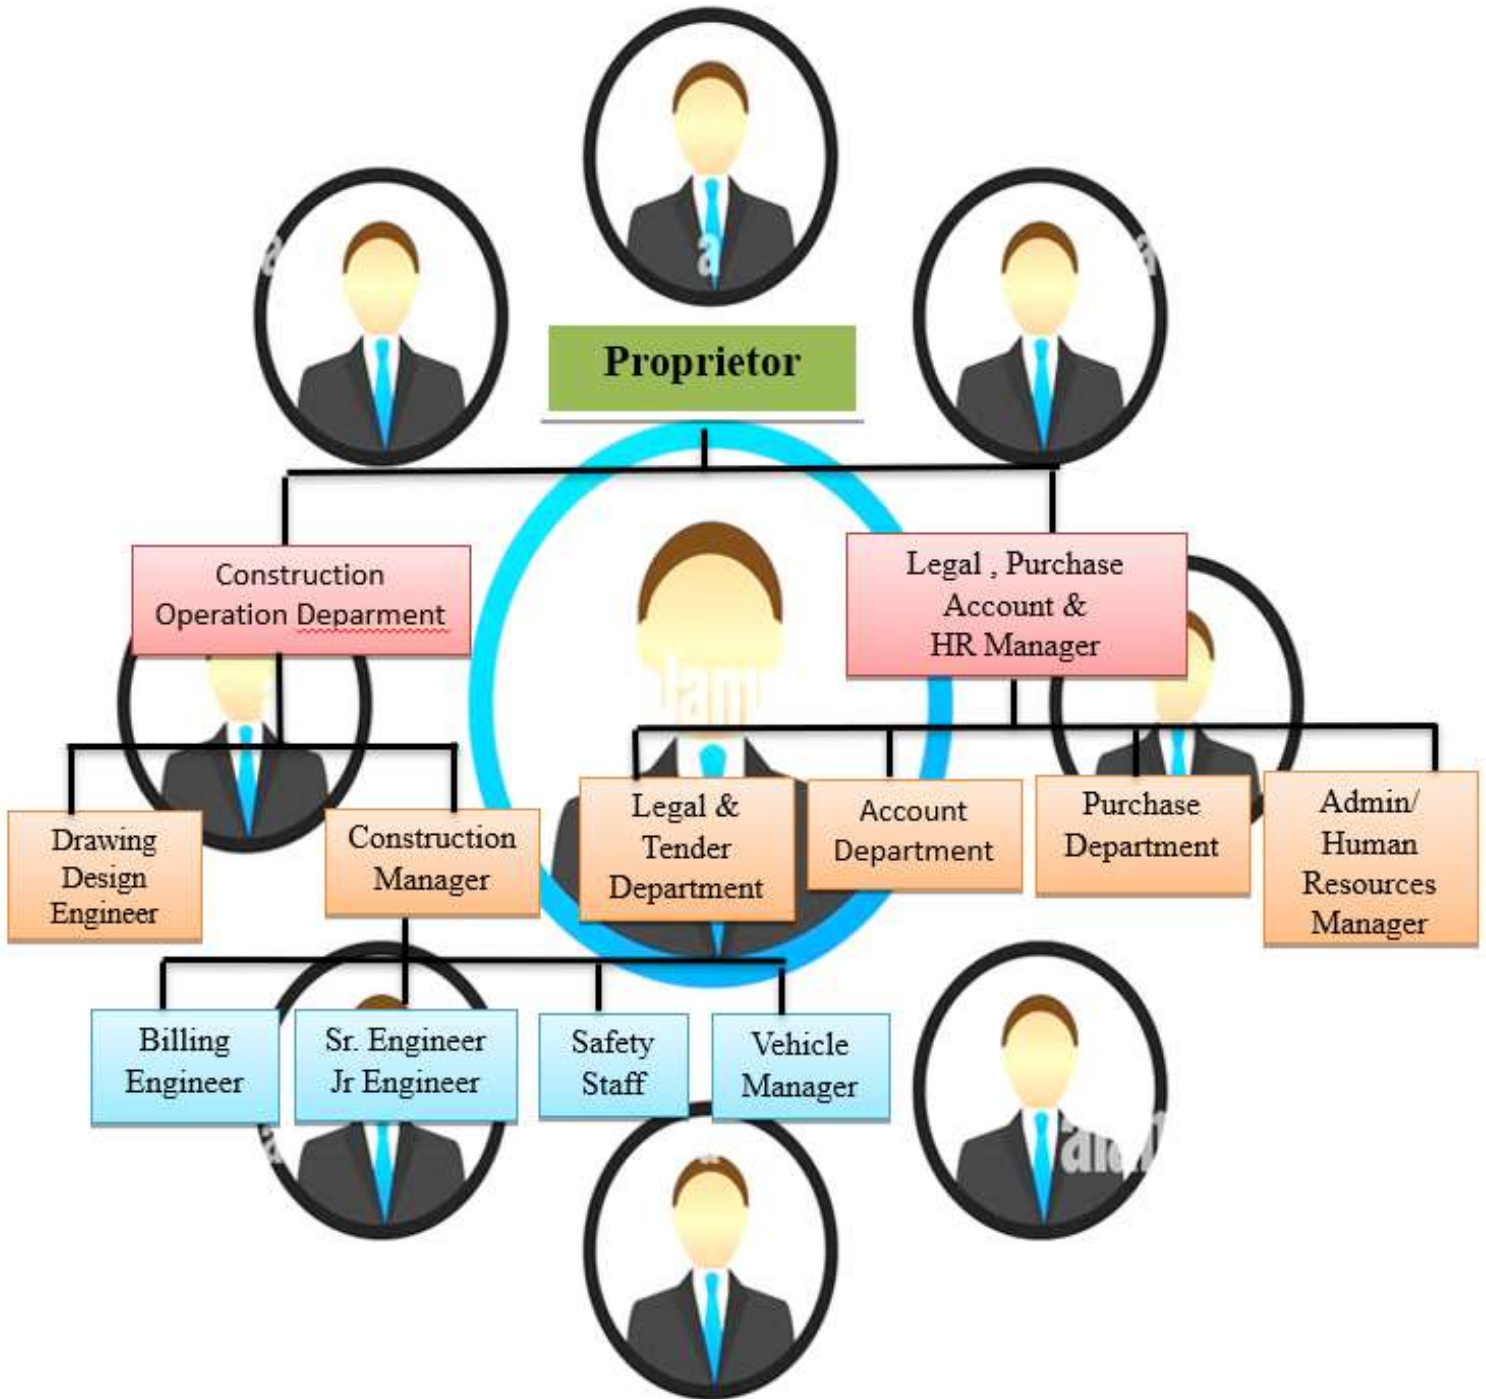 Proprietor
Construction
Operation Deparment
Legal , Purchase
Account &
HR Manager
Drawing
Design
Engineer
Construction
Manager
Legal &
Tender
Department
Account
Department
Purchase
Department
Admin/
Human
Resources
Manager
Billing
Engineer
Sr. Engineer
Jr Engineer
Safety
Staff
Vehicle
Manager